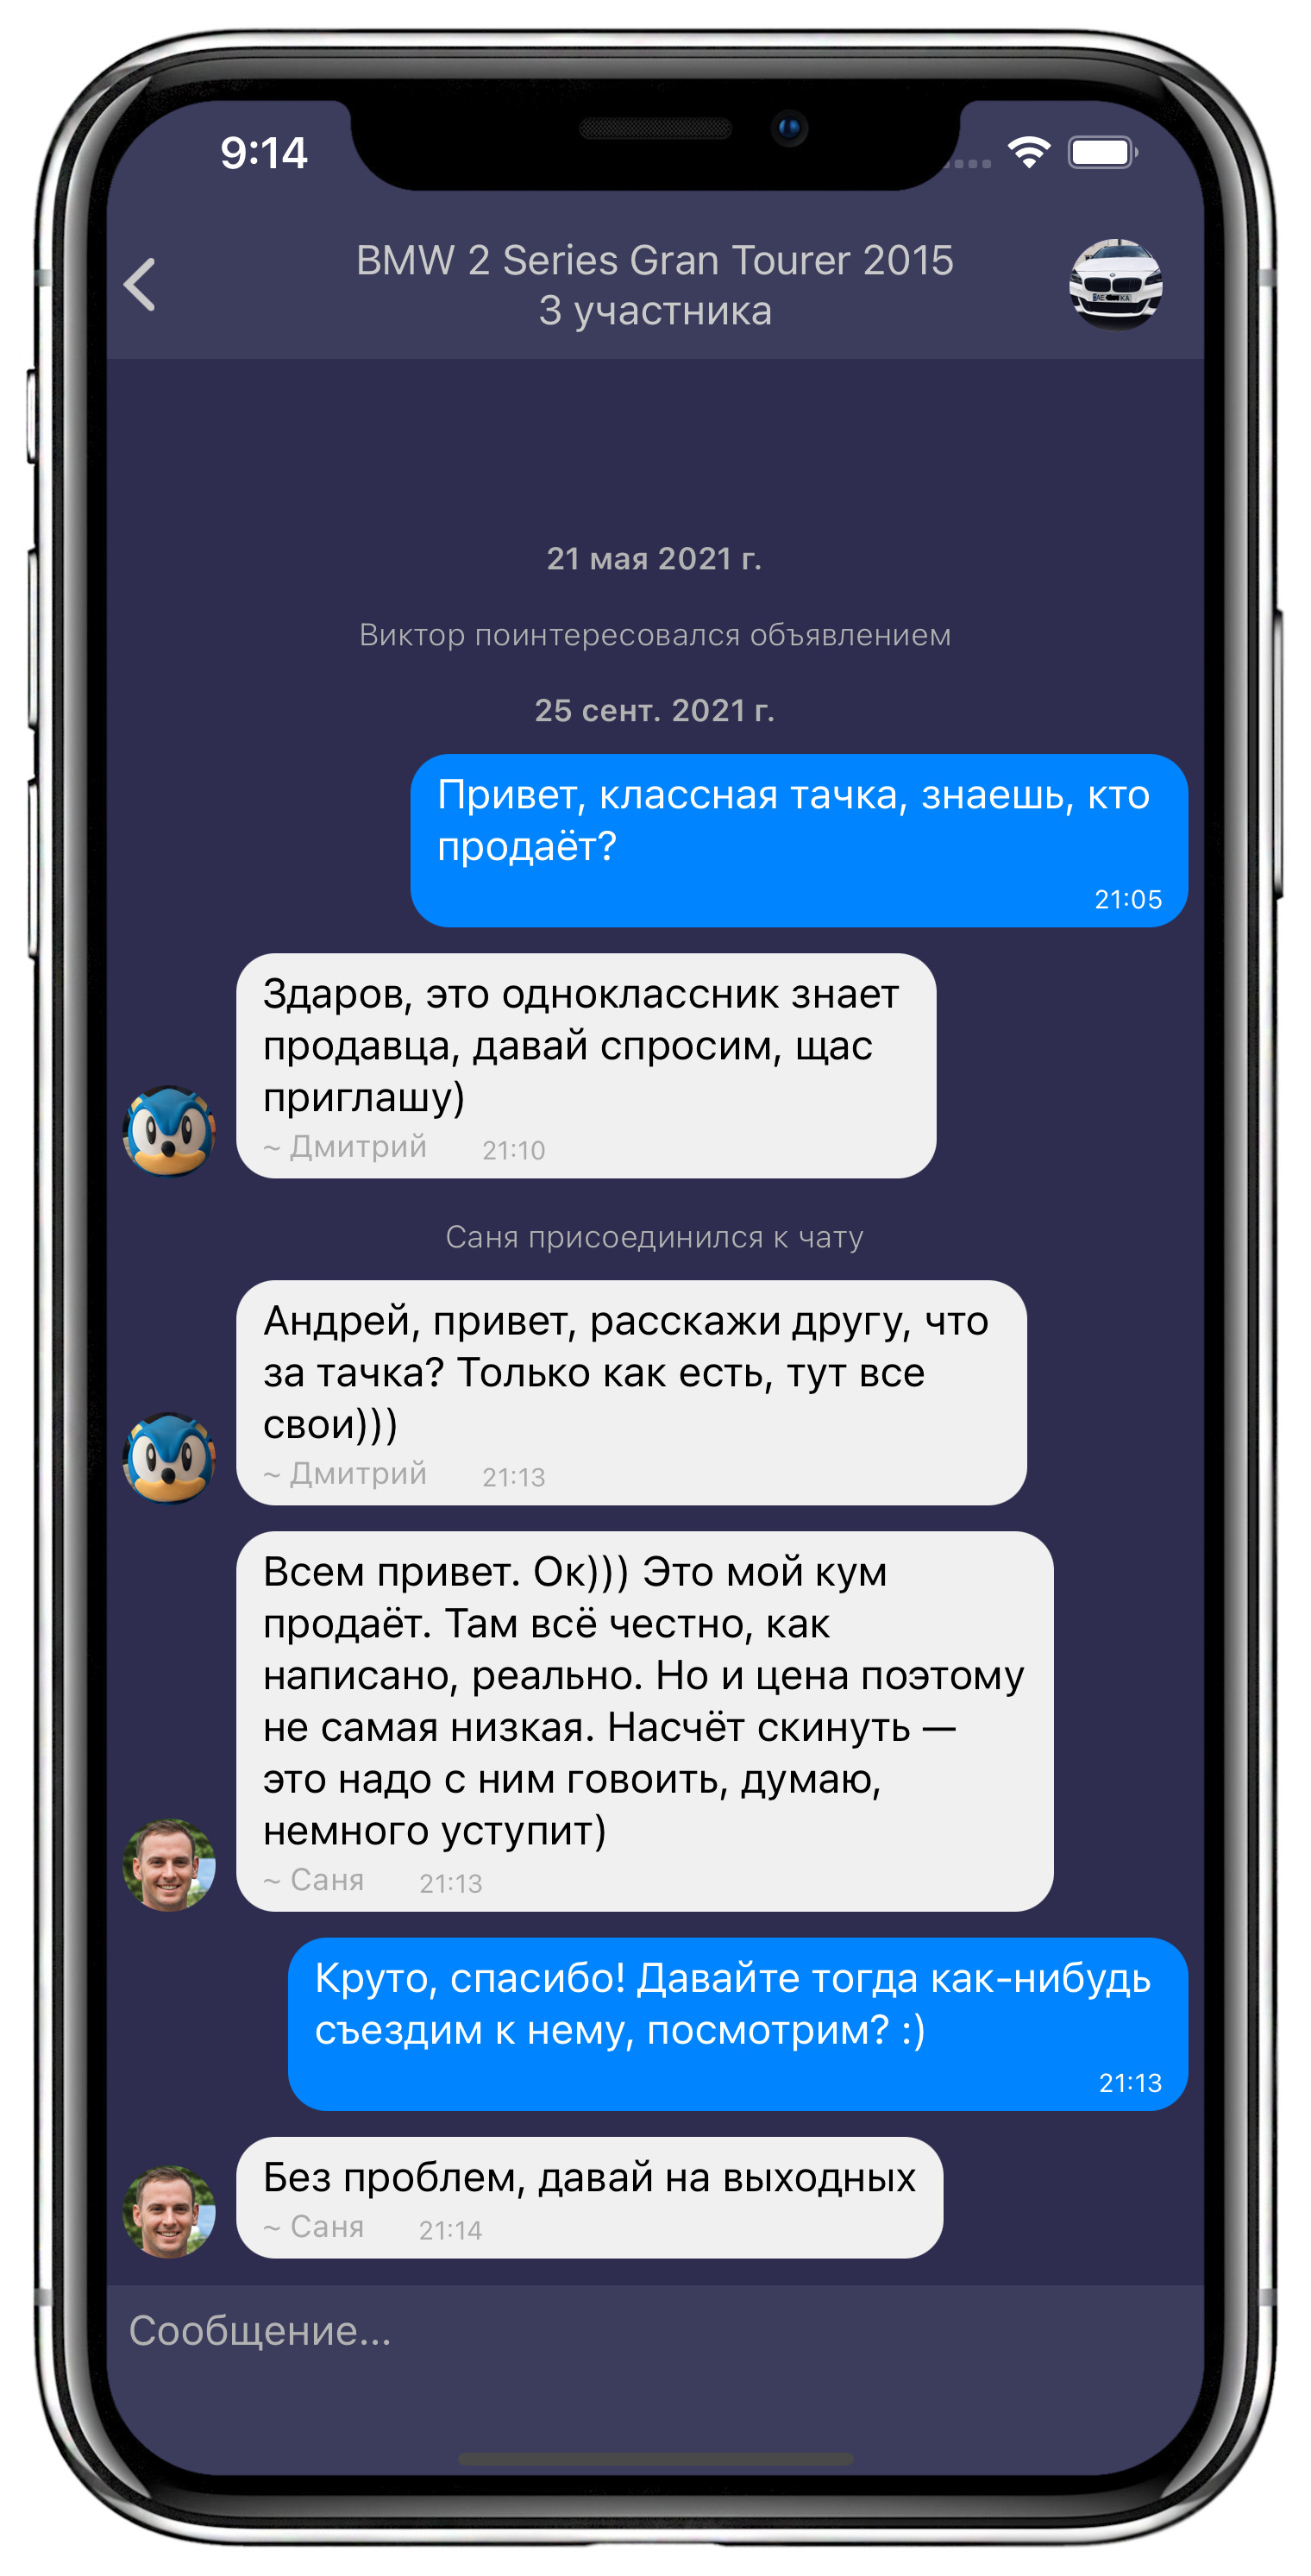 9:14
BMW 2 Series Gran Tourer 2015
3 участника
21 мая 2021 г.
Виктор поинтересовался объявлением
25 сент. 2021 г.
Привет, классная тачка, знаешь, кто
продаёт?
21:05
Здаров, это одноклассник знает
продавца, давай спросим, щас
приглашу)
~ Дмитрий 21:10
Саня присоединился к чату
Андрей, привет, расскажи другу, что
за тачка? Только как есть, тут все
свои)))
~ Дмитрий 21:13
Всем привет. Ок))) Это мой кум
продаёт. Там всё честно, как
написано, реально. Но и цена поэтому
не самая низкая. Насчёт скинуть —
это надо с ним говоить, думаю,
немного уступит)
~ Саня 21:13
Круто, спасибо! Давайте тогда как-нибудь
съездим к нему, посмотрим? :)
21:13
Без проблем, давай на выходных
~ Саня 21:14
Сообщение...